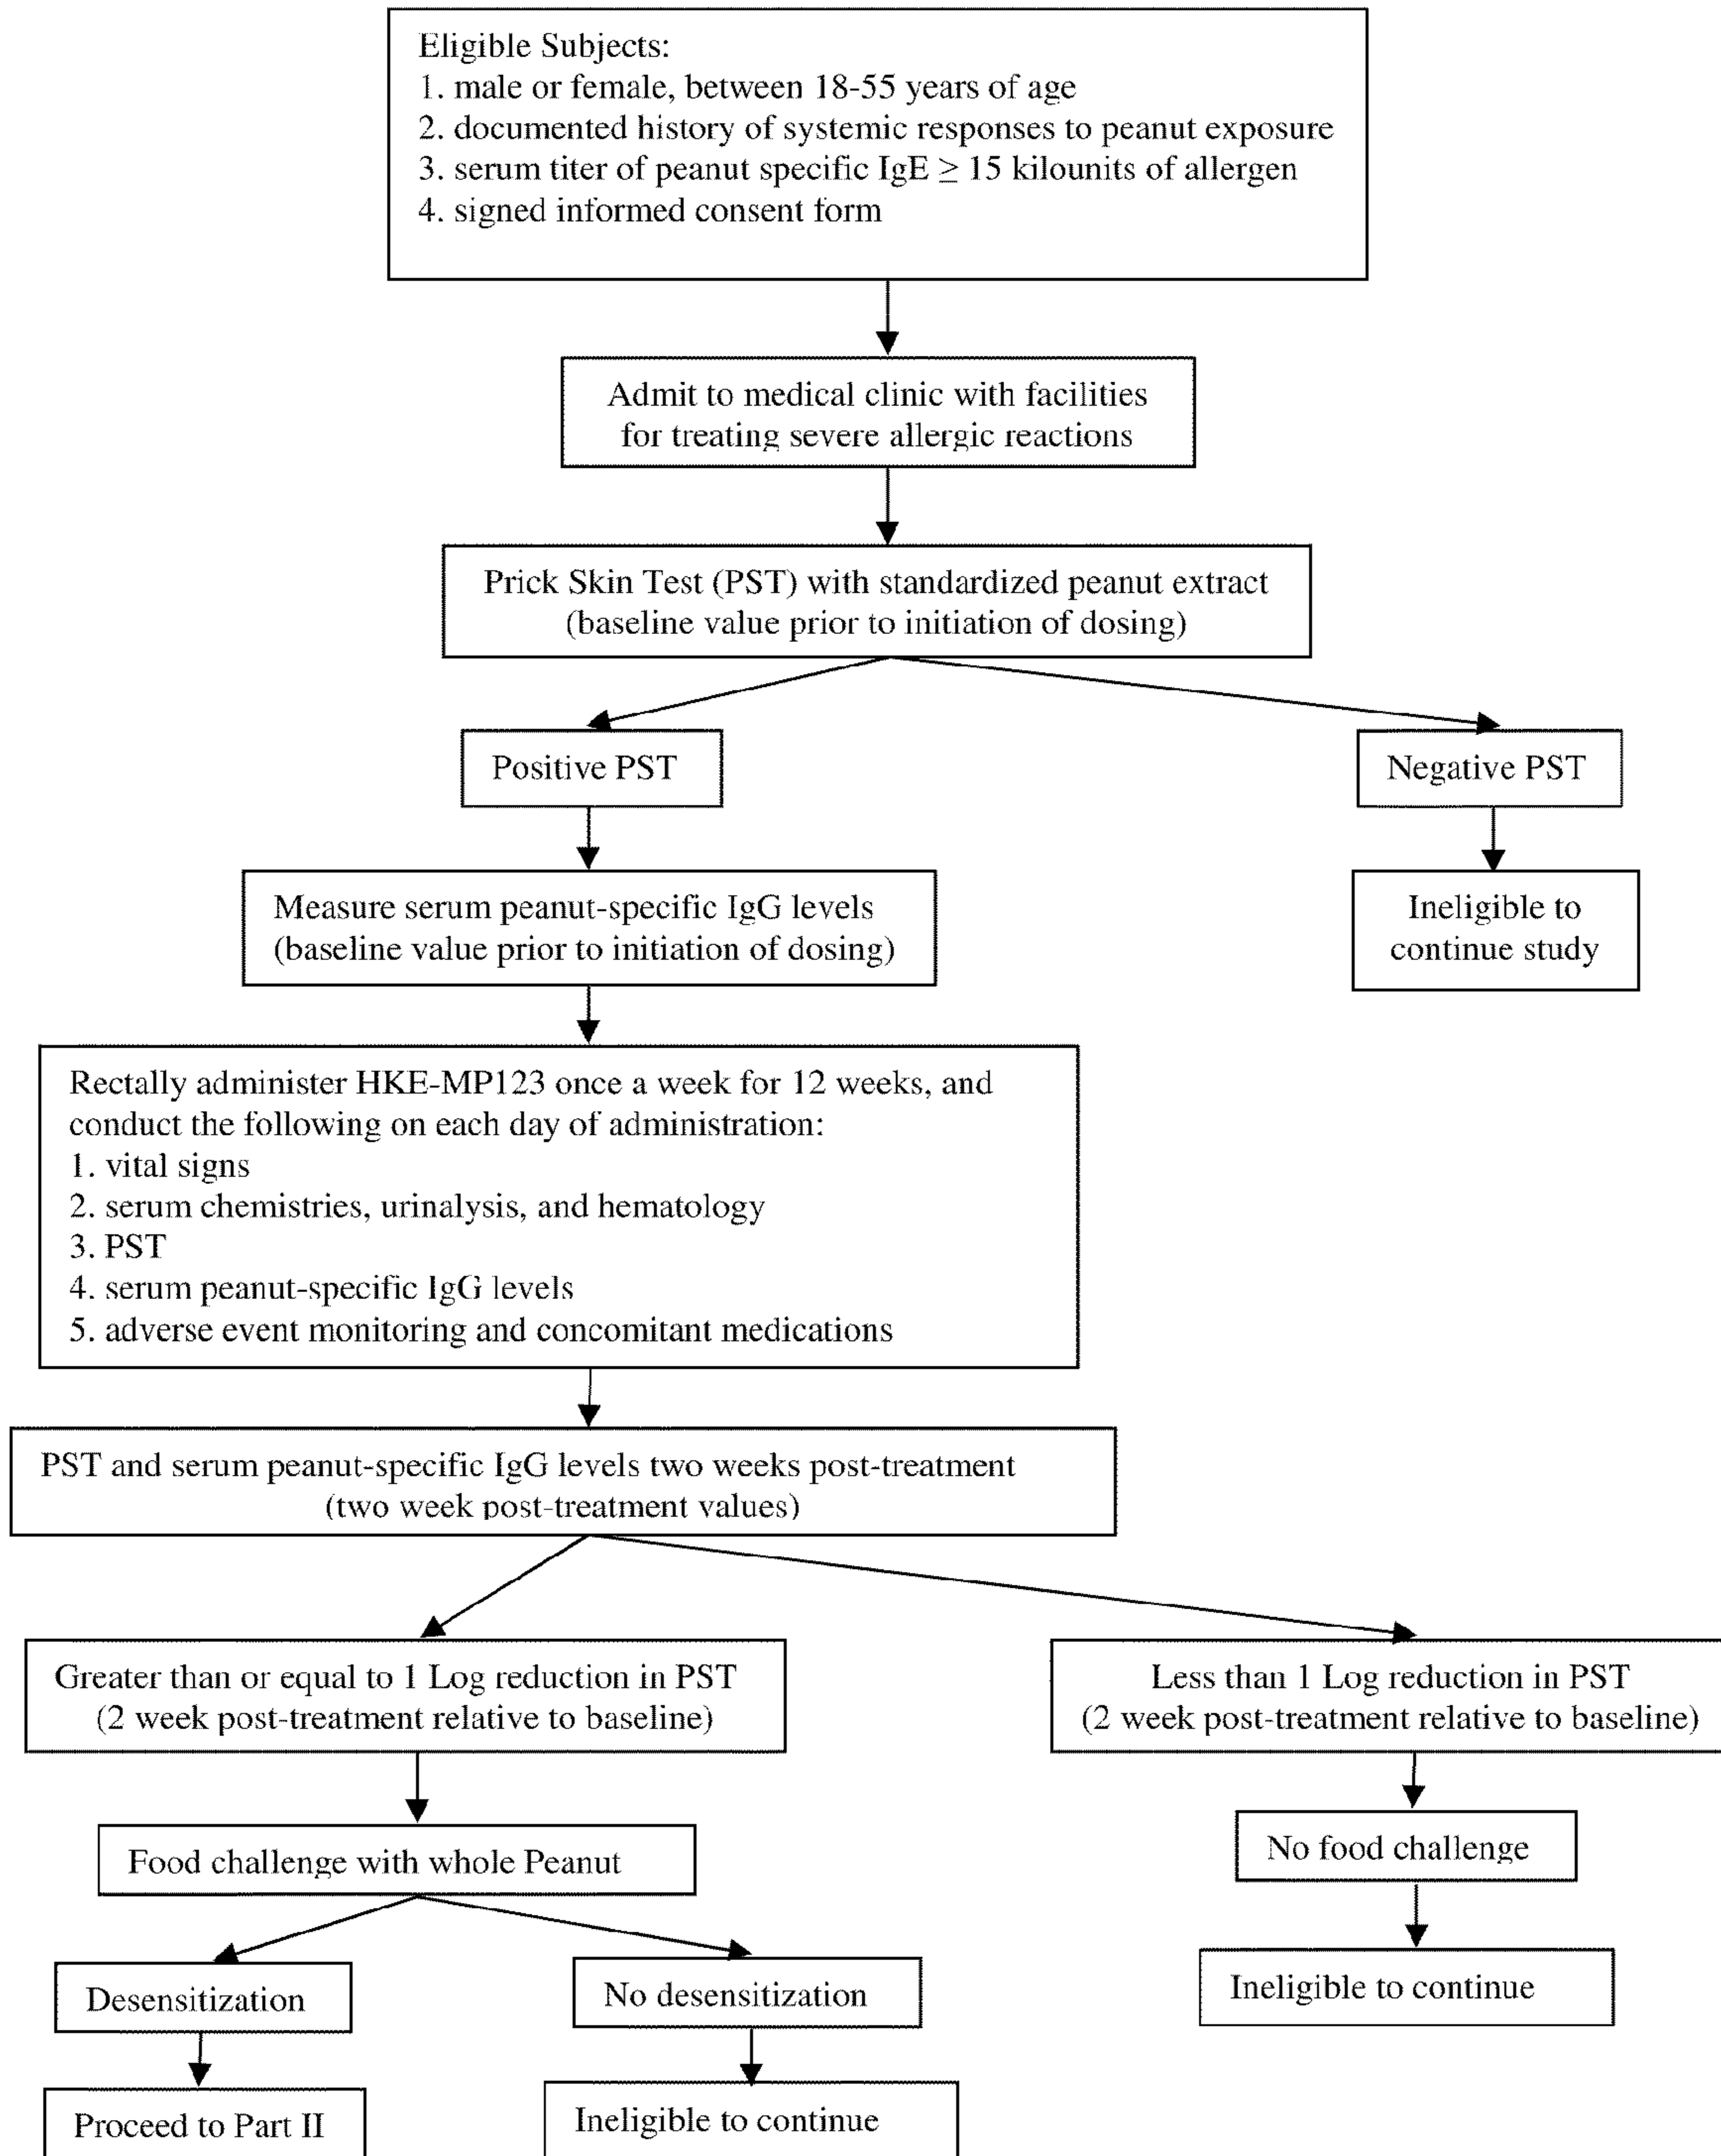 Eligible Subjects:
1. male or female, between 18-55 years of age
2. documented history of systemic responses to peanut exposure
3. serum titer of peanut specific IgE ≥ 15 kilounits of allergen
4. signed informed consent form
Admit to medical clinic with facilities
for treating severe allergic reactions
Prick Skin Test (PST) with standardized peanut extract
(baseline value prior to initiation of dosing)
Positive PST
Negative PST
Measure serum peanut-specific IgG levels
(baseline value prior to initiation of dosing)
Ineligible to
continue study
Rectally administer HKE-MP123 once a week for 12 weeks, and
conduct the following on each day of administration:
1. vital signs
2. serum chemistries, urinalysis, and hematology
3. PST
4. serum peanut-specific IgG levels
5. adverse event monitoring and concomitant medications
PST and serum peanut-specific IgG levels two weeks post-treatment
(two week post-treatment values)
Greater than or equal to 1 Log reduction in PST
(2 week post-treatment relative to baseline)
Less than 1 Log reduction in PST
(2 week post-treatment relative to baseline)
Food challenge with whole Peanut
No food challenge
Desensitization
No desensitization
Ineligible to continue
Proceed to Part II
Ineligible to continue